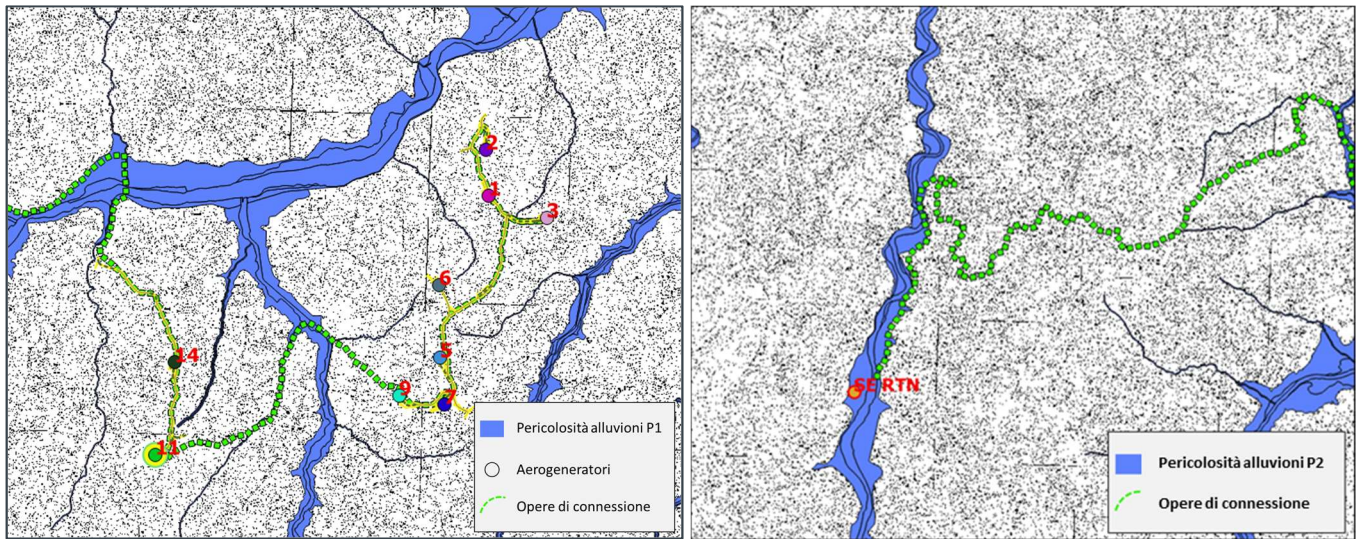 2
1
3
6
5
14
9
7
11
Pericolosità alluvioni P1
Aerogeneratori
Opere di connessione
SE RTN
Pericolosità alluvioni P2
Opere di connessione